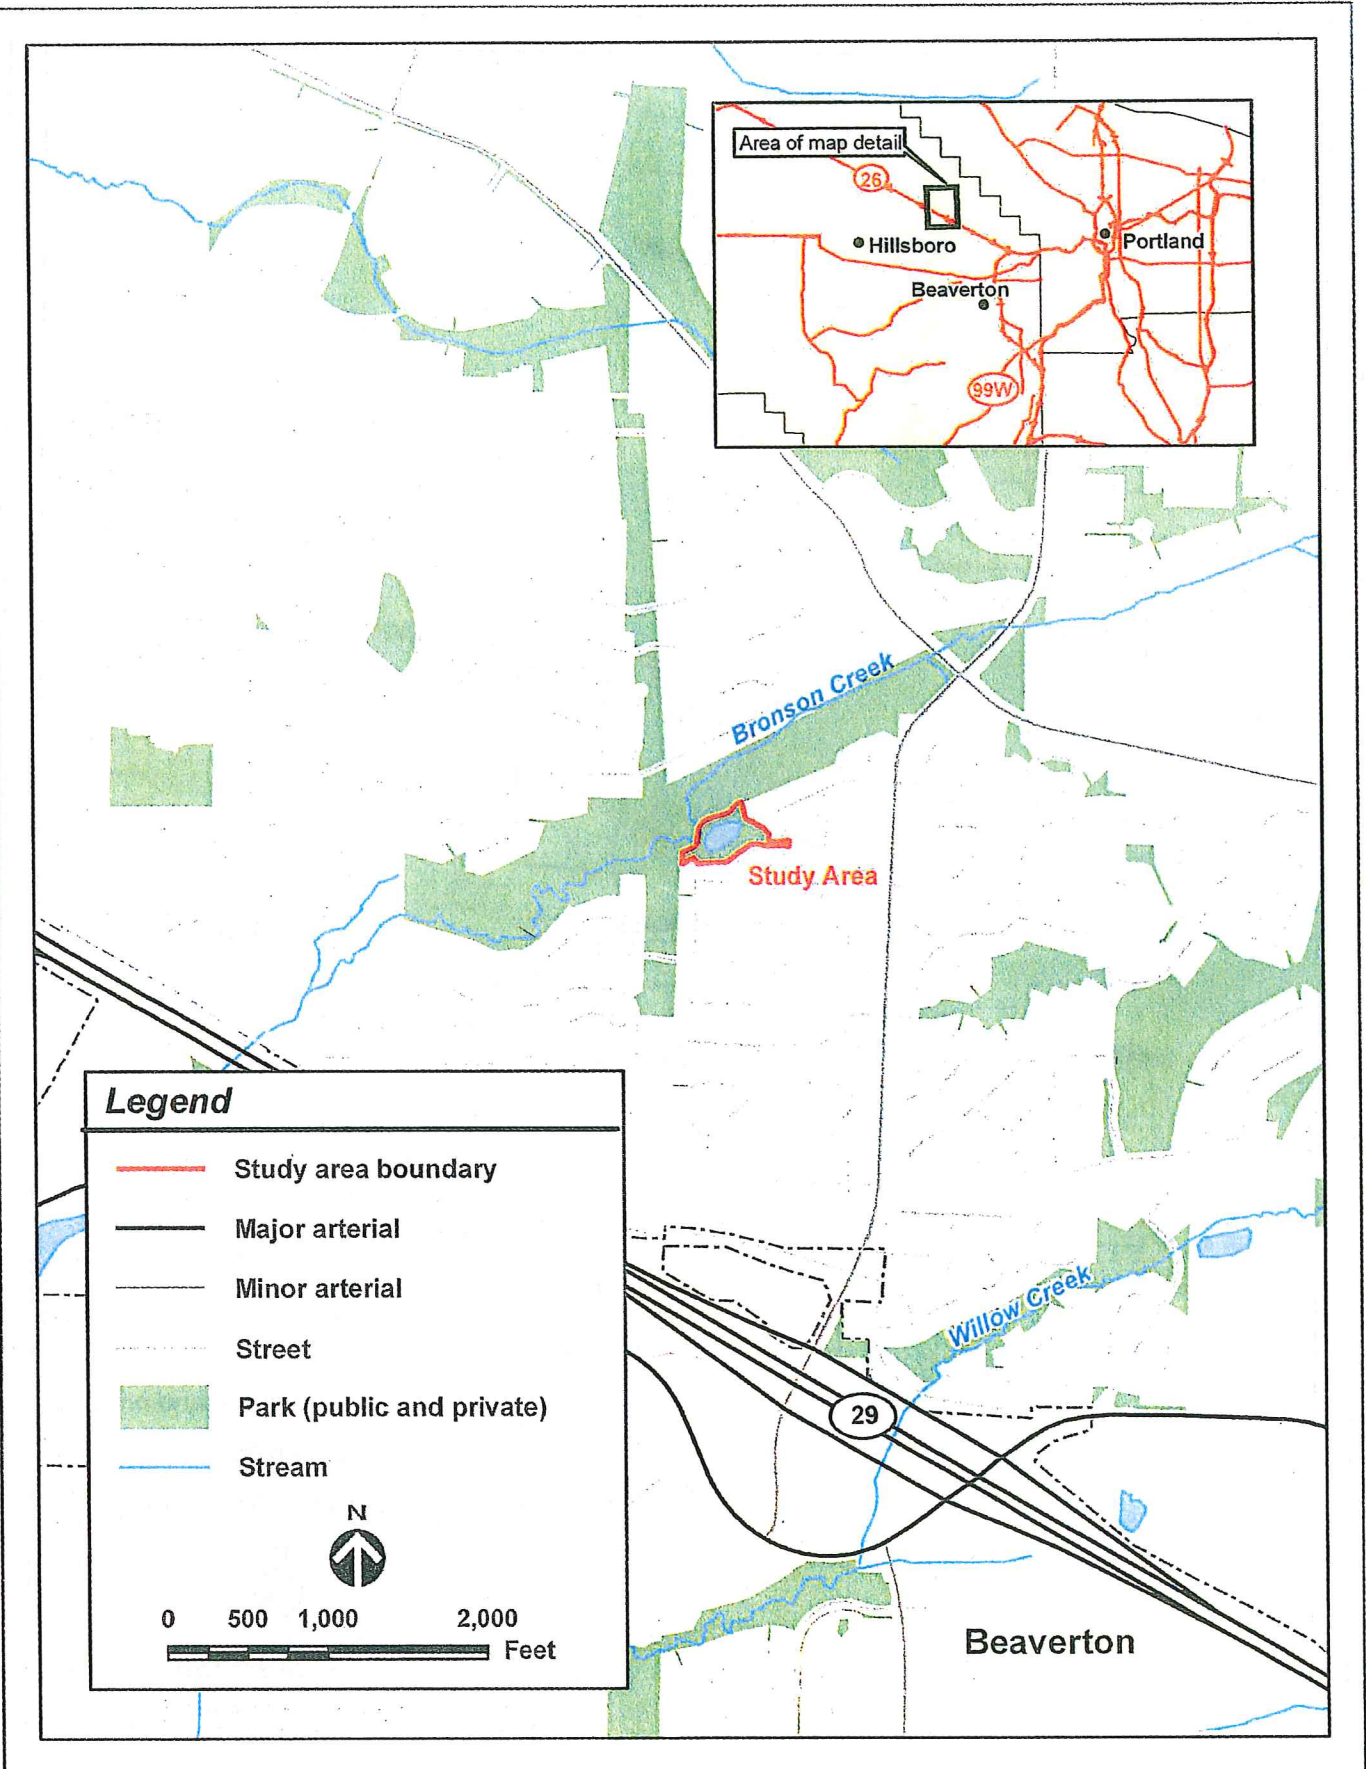 Area of map detail
26
Hillsboro
Portland
Beaverton
99W
Bronson Creek
Study Area
Legend
Study area boundary
Major arterial
Minor arterial
Street
Park (public and private)
Stream
N
0 500 1,000 2,000
Feet
Willow Creek
29
Beaverton